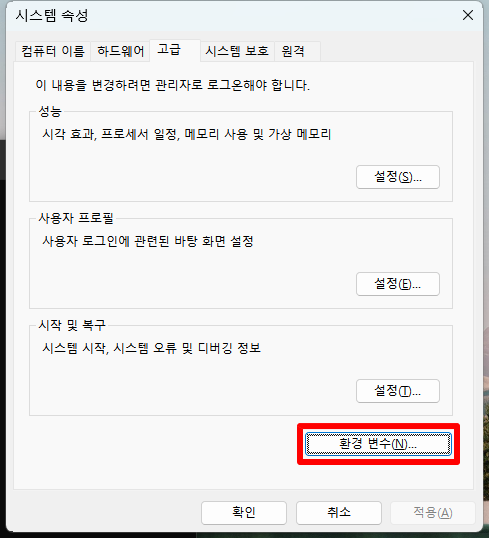 시스템 속성
컴퓨터 이름 하드웨어 고급 시스템 보호 원격
이 내용을 변경하려면 관리자로 로그온해야 합니다.
성능
시각 효과, 프로세서 일정, 메모리 사용 및 가상 메모리
설정(S)...
사용자 프로필
사용자 로그인에 관련된 바탕 화면 설정
설정(E)...
시작 및 복구
시스템 시작, 시스템 오류 및 디버깅 정보
설정(T)...
환경 변수(N)...
확인 취소 적용(A)